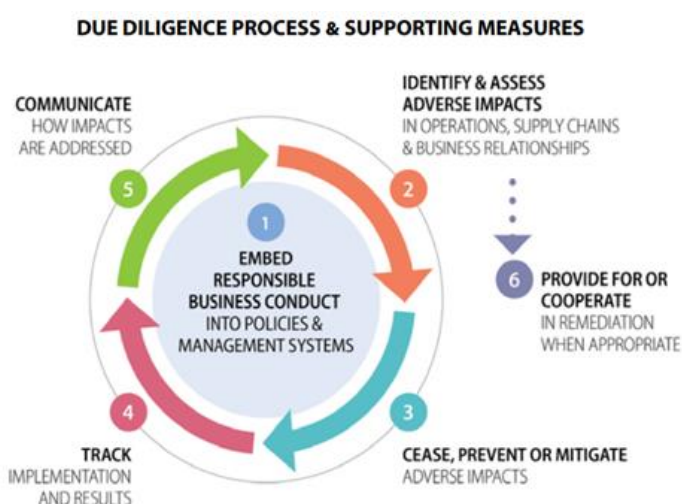 DUE DILIGENCE PROCESS & SUPPORTING MEASURES
1
EMBED
RESPONSIBLE
BUSINESS CONDUCT
INTO POLICIES &
MANAGEMENT SYSTEMS
2
IDENTIFY & ASSESS
ADVERSE IMPACTS
IN OPERATIONS, SUPPLY CHAINS
& BUSINESS RELATIONSHIPS
3
CEASE, PREVENT OR MITIGATE
ADVERSE IMPACTS
4
TRACK
IMPLEMENTATION
AND RESULTS
5
COMMUNICATE
HOW IMPACTS
ARE ADDRESSED
6
PROVIDE FOR OR
COOPERATE
IN REMEDIATION
WHEN APPROPRIATE